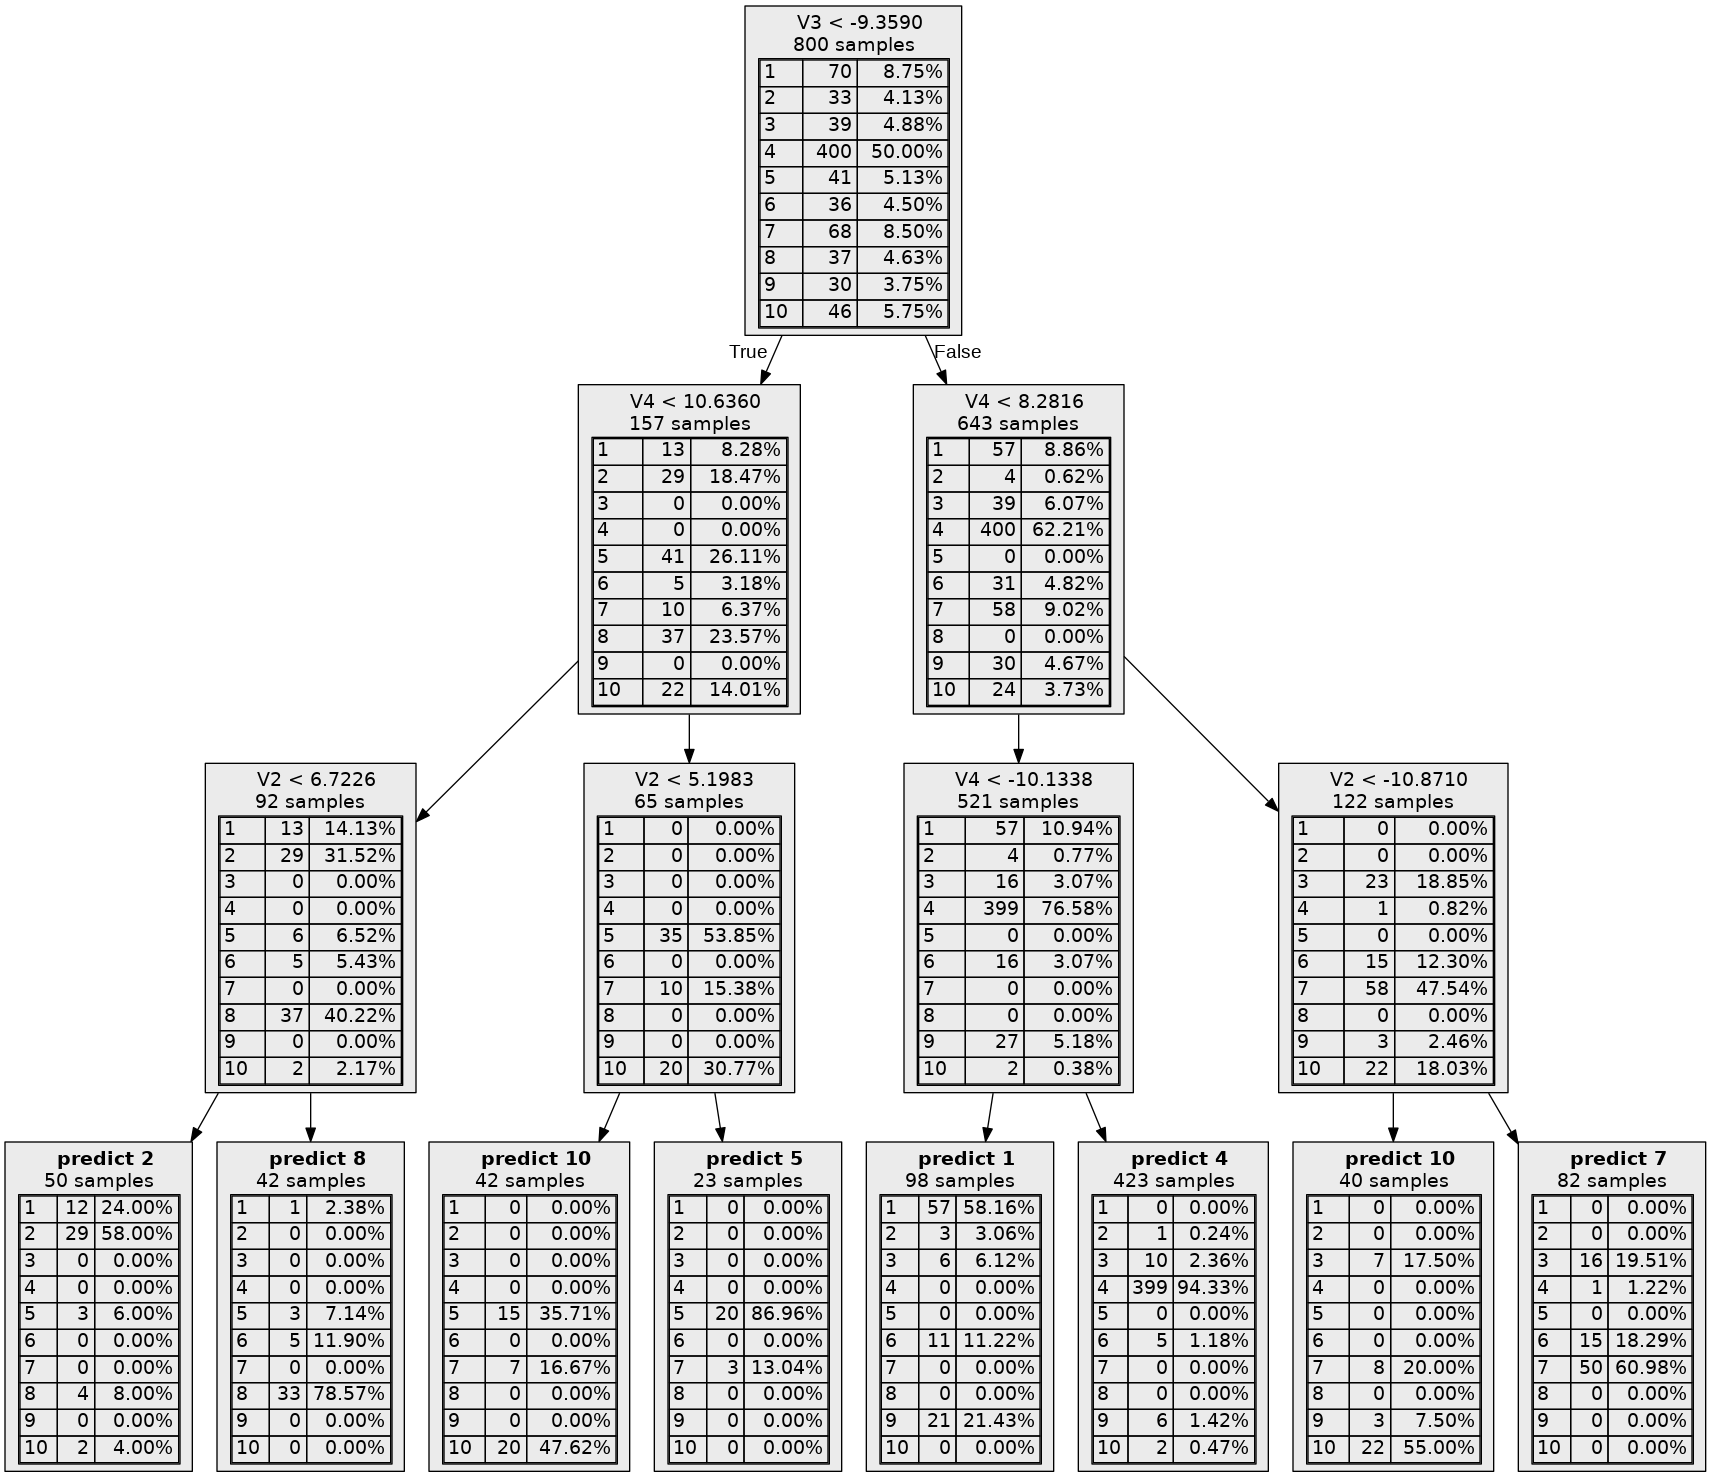 V3 < -9.3590
800 samples
1 70 8.75%
2 33 4.13%
3 39 4.88%
4 400 50.00%
5 41 5.13%
6 36 4.50%
7 68 8.50%
8 37 4.63%
9 30 3.75%
10 46 5.75%
True
False
V4 < 10.6360
157 samples
1 13 8.28%
2 29 18.47%
3 0 0.00%
4 0 0.00%
5 41 26.11%
6 5 3.18%
7 10 6.37%
8 37 23.57%
9 0 0.00%
10 22 14.01%
V4 < 8.2816
643 samples
1 57 8.86%
2 4 0.62%
3 39 6.07%
4 400 62.21%
5 0 0.00%
6 31 4.82%
7 58 9.02%
8 0 0.00%
9 30 4.67%
10 24 3.73%
V2 < 6.7226
92 samples
1 13 14.13%
2 29 31.52%
3 0 0.00%
4 0 0.00%
5 6 6.52%
6 5 5.43%
7 0 0.00%
8 37 40.22%
9 0 0.00%
10 2 2.17%
V2 < 5.1983
65 samples
1 0 0.00%
2 0 0.00%
3 0 0.00%
4 0 0.00%
5 35 53.85%
6 0 0.00%
7 10 15.38%
8 0 0.00%
9 0 0.00%
10 20 30.77%
V4 < -10.1338
521 samples
1 57 10.94%
2 4 0.77%
3 16 3.07%
4 399 76.58%
5 0 0.00%
6 16 3.07%
7 0 0.00%
8 0 0.00%
9 27 5.18%
10 2 0.38%
V2 < -10.8710
122 samples
1 0 0.00%
2 0 0.00%
3 23 18.85%
4 1 0.82%
5 0 0.00%
6 15 12.30%
7 58 47.54%
8 0 0.00%
9 3 2.46%
10 22 18.03%
predict 2
50 samples
1 12 24.00%
2 29 58.00%
3 0 0.00%
4 0 0.00%
5 3 6.00%
6 0 0.00%
7 0 0.00%
8 4 8.00%
9 0 0.00%
10 2 4.00%
predict 8
42 samples
1 1 2.38%
2 0 0.00%
3 0 0.00%
4 0 0.00%
5 3 7.14%
6 5 11.90%
7 0 0.00%
8 33 78.57%
9 0 0.00%
10 0 0.00%
predict 10
42 samples
1 0 0.00%
2 0 0.00%
3 0 0.00%
4 0 0.00%
5 15 35.71%
6 0 0.00%
7 7 16.67%
8 0 0.00%
9 0 0.00%
10 20 47.62%
predict 5
23 samples
1 0 0.00%
2 0 0.00%
3 0 0.00%
4 0 0.00%
5 20 86.96%
6 0 0.00%
7 3 13.04%
8 0 0.00%
9 0 0.00%
10 0 0.00%
predict 1
98 samples
1 57 58.16%
2 3 3.06%
3 6 6.12%
4 0 0.00%
5 0 0.00%
6 11 11.22%
7 0 0.00%
8 0 0.00%
9 21 21.43%
10 0 0.00%
predict 4
423 samples
1 0 0.00%
2 1 0.24%
3 10 2.36%
4 399 94.33%
5 0 0.00%
6 5 1.18%
7 0 0.00%
8 0 0.00%
9 6 1.42%
10 2 0.47%
predict 10
40 samples
1 0 0.00%
2 0 0.00%
3 7 17.50%
4 0 0.00%
5 0 0.00%
6 0 0.00%
7 8 20.00%
8 0 0.00%
9 3 7.50%
10 22 55.00%
predict 7
82 samples
1 0 0.00%
2 0 0.00%
3 16 19.51%
4 1 1.22%
5 0 0.00%
6 15 18.29%
7 50 60.98%
8 0 0.00%
9 0 0.00%
10 0 0.00%